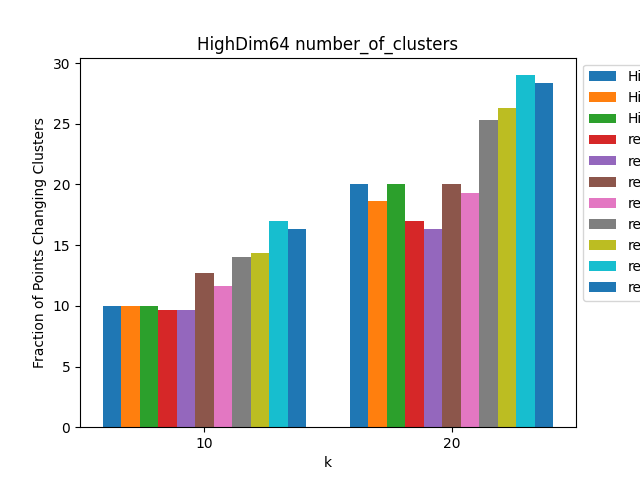 HighDim64 number_of_clusters
Fraction of Points Changing Clusters
30
25
20
15
10
5
0
10 20
k
Hi
Hi
Hi
re
re
re
re
re
re
re
re